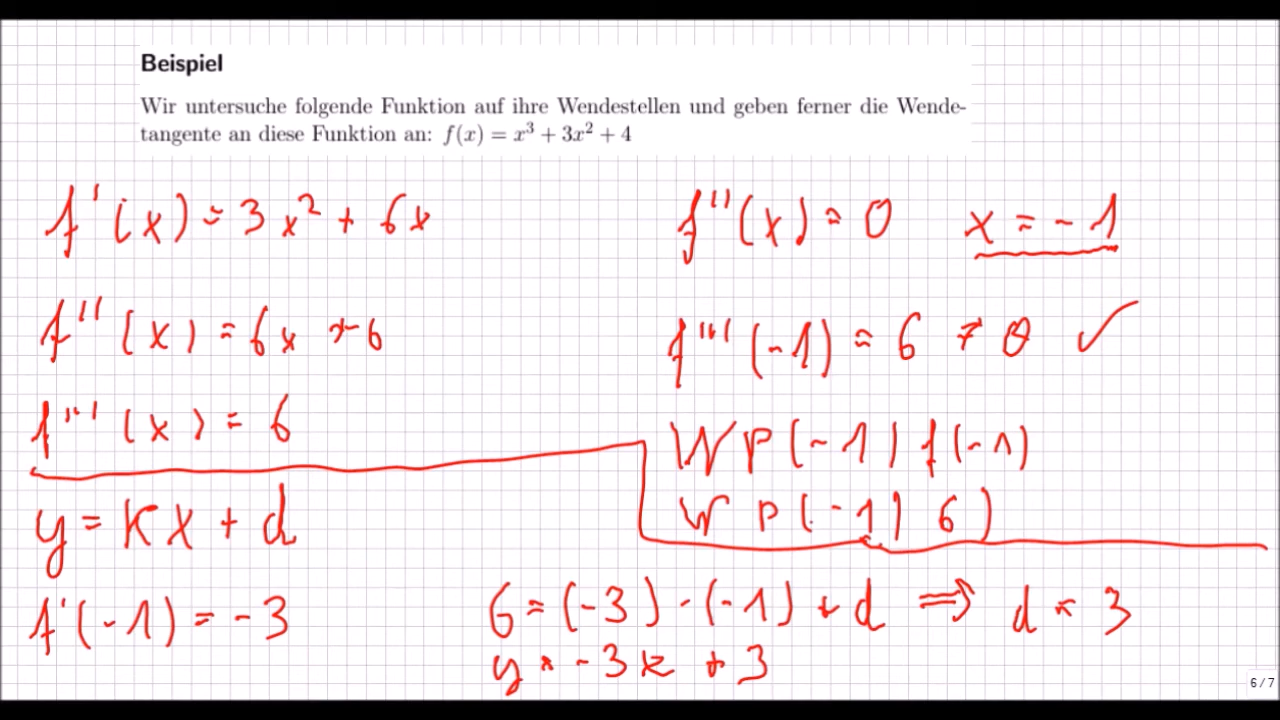 Beispiel
Wir untersuche folgende Funktion auf ihre Wendestellen und geben ferner die Wende-
tangente an diese Funktion an: f(x) = x³ + 3x² + 4
f'(x) = 3x² + 6x
f''(x) = 6x + 6
f'''(x) = 6
f''(x) = 0 x = -1
f'''(-1) = 6 ≠ 0 ✓
WP(-1 | f(-1)
WP(-1 | 6)
y = kx + d
f'(-1) = -3
6 = (-3) · (-1) + d ⇒ d = 3
y = -3x + 3
6 / 7